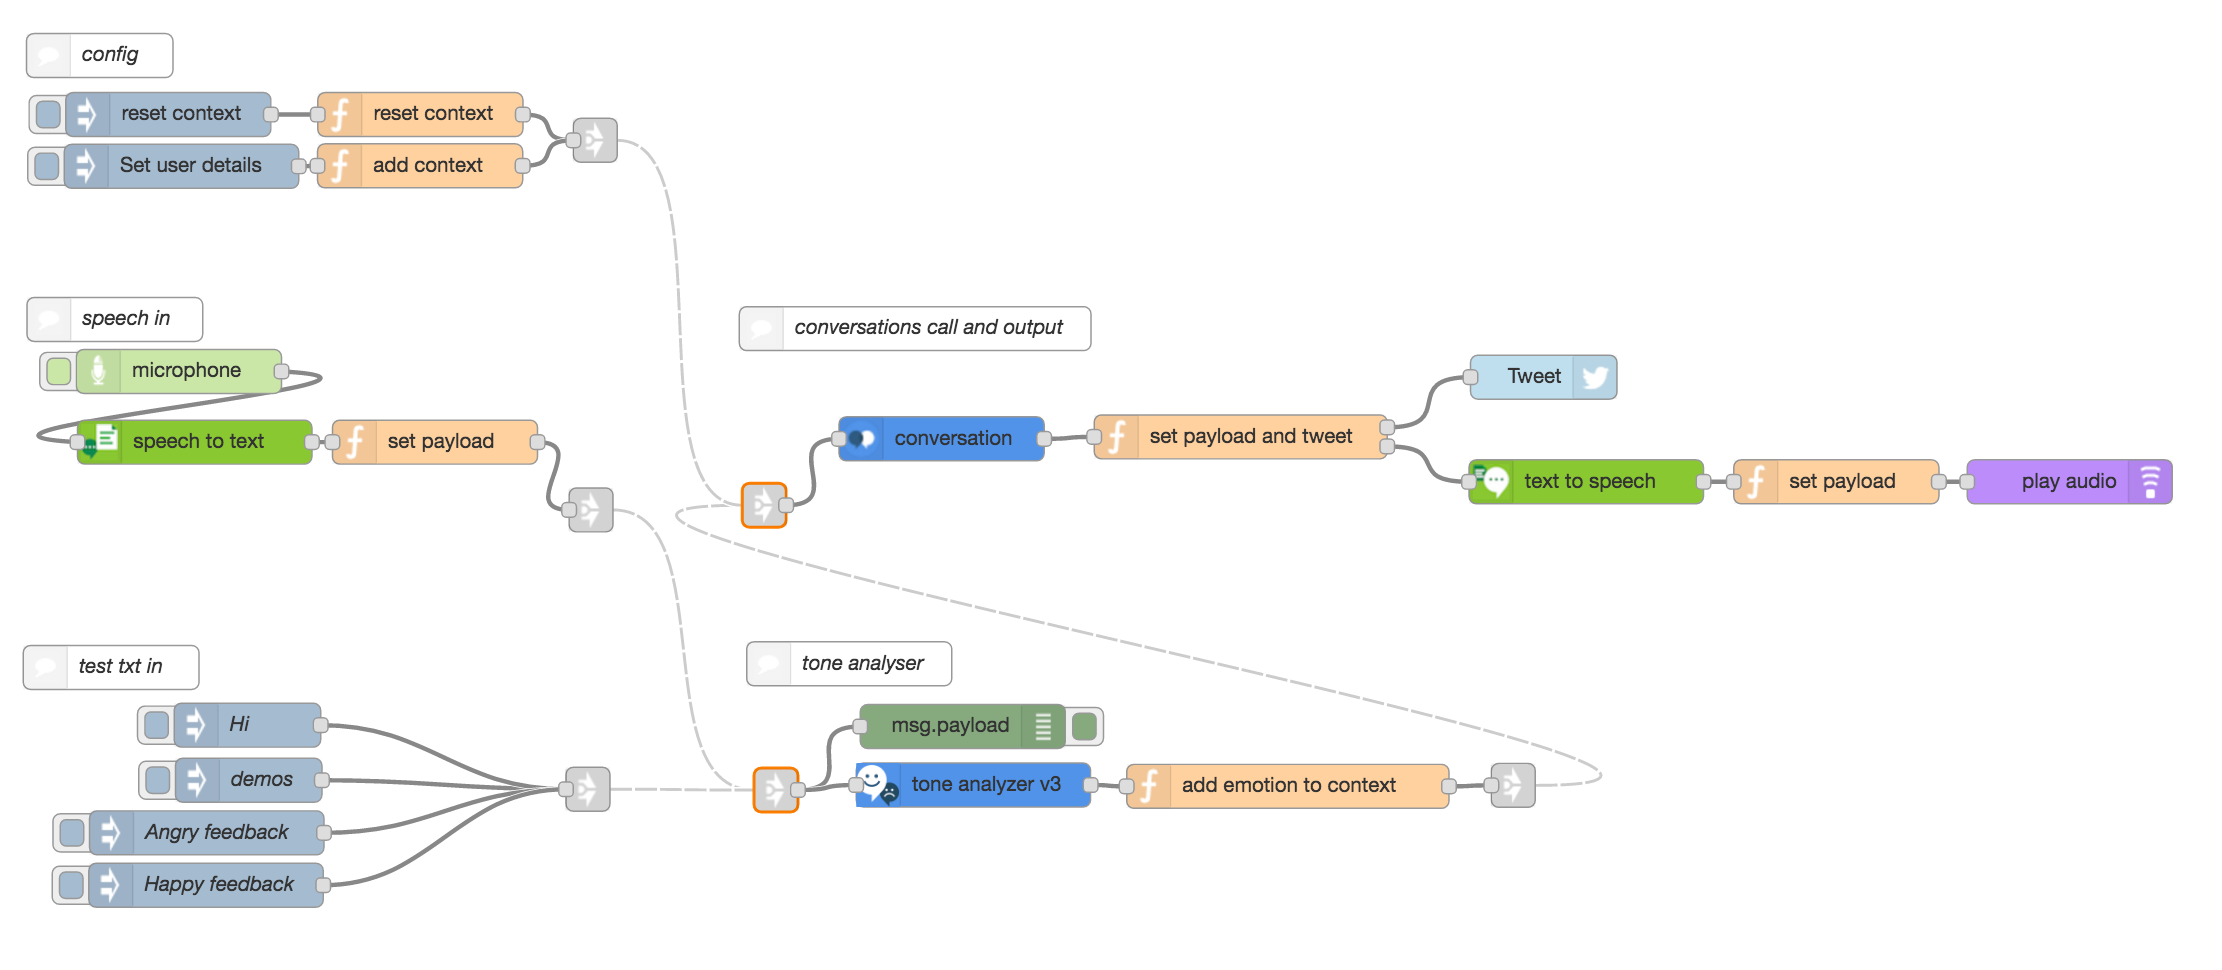 config
reset context
reset context
Set user details
add context
speech in
microphone
speech to text
set payload
conversations call and output
conversation
set payload and tweet
Tweet
text to speech
set payload
play audio
test txt in
Hi
demos
Angry feedback
Happy feedback
tone analyser
msg.payload
tone analyzer v3
add emotion to context